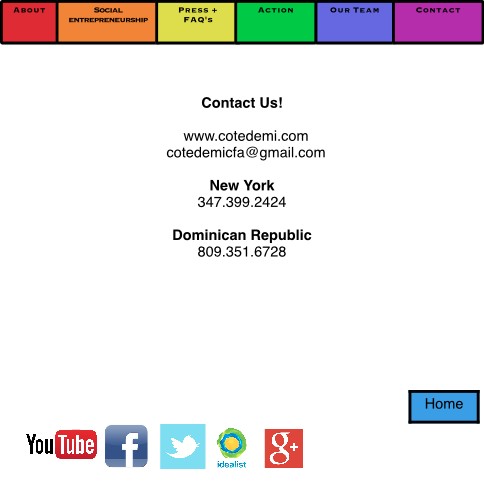 About
Social
entrepreneurship
Press +
FAQ's
Action
Our Team
Contact
Contact Us!
www.cotedemi.com
cotedemicfa@gmail.com
New York
347.399.2424
Dominican Republic
809.351.6728
Home
YouTube
f
idealist
g+